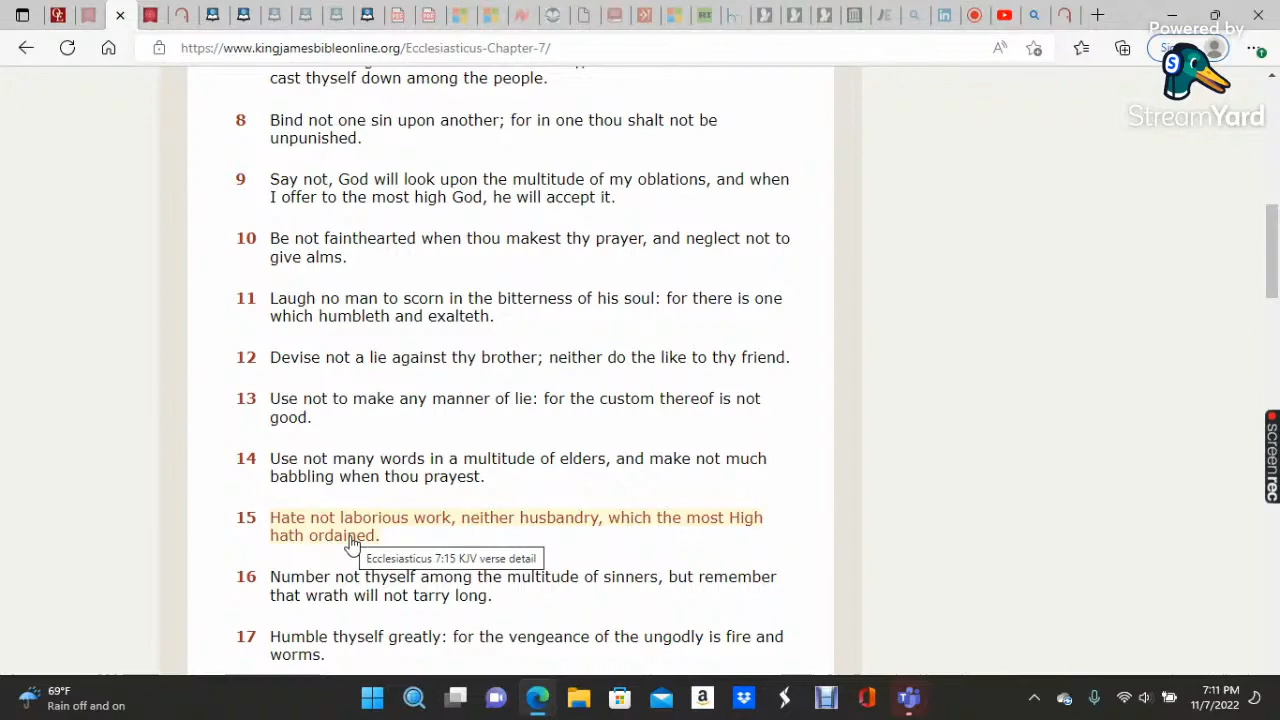 https://www.kingjamesbibleonline.org/Ecclesiasticus-Chapter-7/
Powered by
StreamYard
cast thyself down among the people.
8 Bind not one sin upon another; for in one thou shalt not be
unpunished.
9 Say not, God will look upon the multitude of my oblations, and when
I offer to the most high God, he will accept it.
10 Be not fainthearted when thou makest thy prayer, and neglect not to
give alms.
11 Laugh no man to scorn in the bitterness of his soul: for there is one
which humbleth and exalteth.
12 Devise not a lie against thy brother; neither do the like to thy friend.
13 Use not to make any manner of lie: for the custom thereof is not
good.
14 Use not many words in a multitude of elders, and make not much
babbling when thou prayest.
15 Hate not laborious work, neither husbandry, which the most High
hath ordained.
Ecclesiasticus 7:15 KJV verse detail
16 Number not thyself among the multitude of sinners, but remember
that wrath will not tarry long.
17 Humble thyself greatly: for the vengeance of the ungodly is fire and
worms.
screenrec
69°F
Rain off and on
7:11 PM
11/7/2022